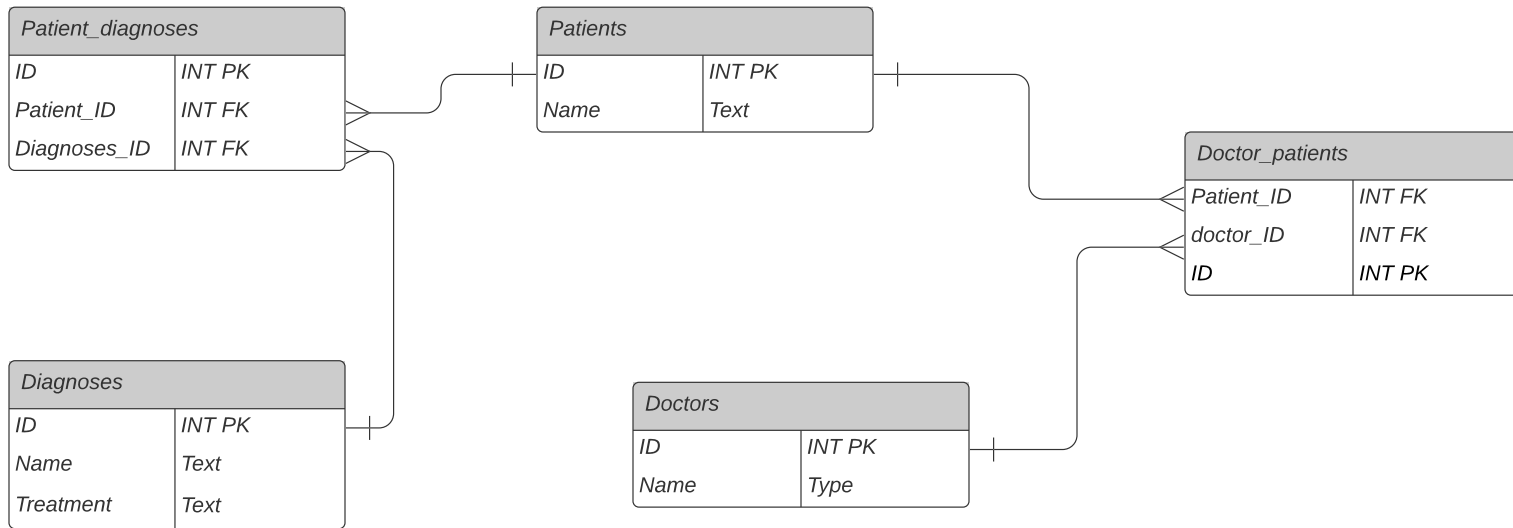 Patient_diagnoses
ID INT PK
Patient_ID INT FK
Diagnoses_ID INT FK
Patients
ID INT PK
Name Text
Doctor_patients
Patient_ID INT FK
doctor_ID INT FK
ID INT PK
Diagnoses
ID INT PK
Name Text
Treatment Text
Doctors
ID INT PK
Name Type